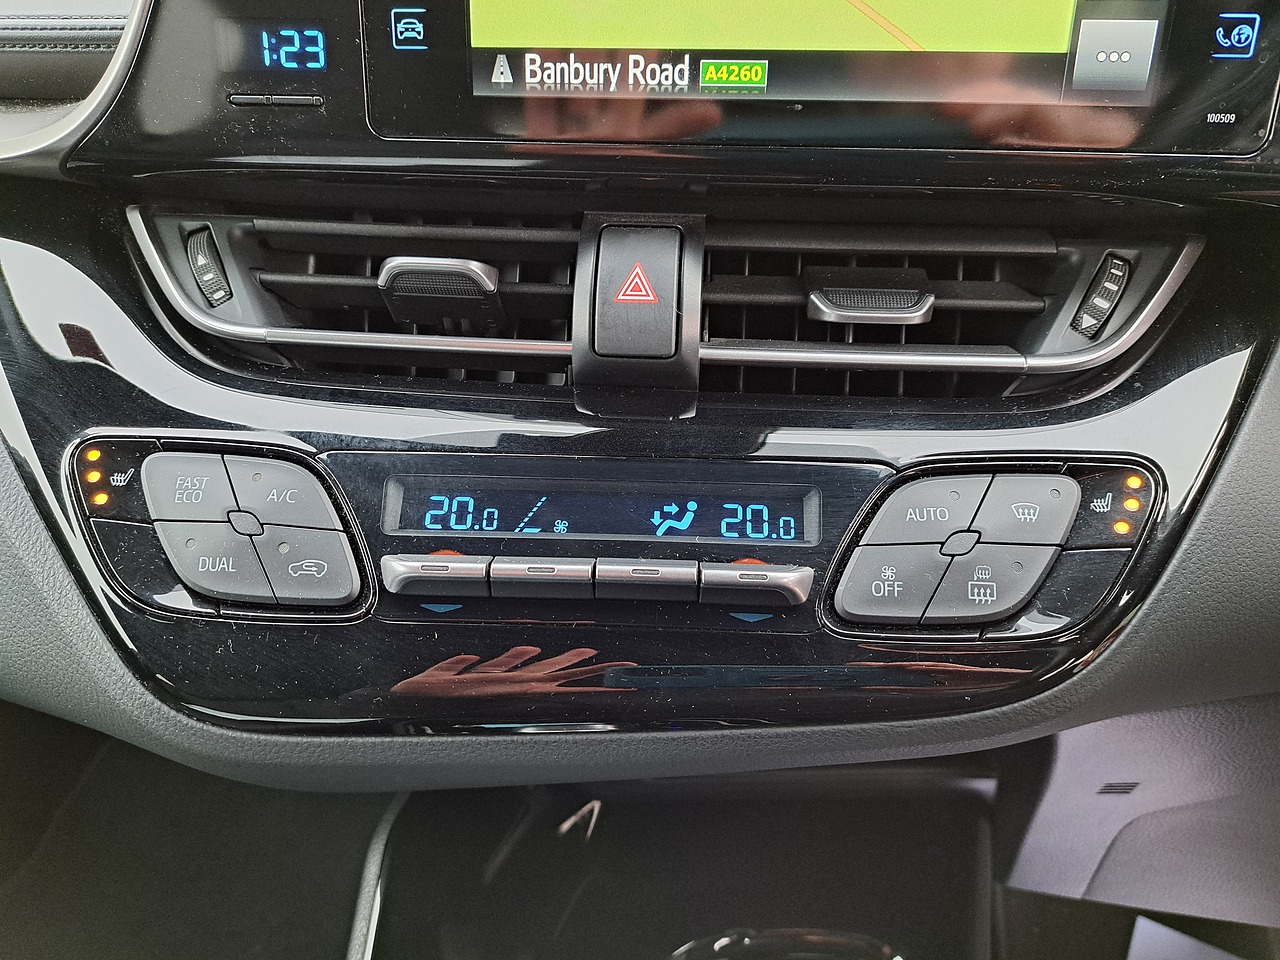 1:23
Banbury Road A4260
100509
FAST
ECO
A/C
DUAL
20.0
20.0
AUTO
OFF